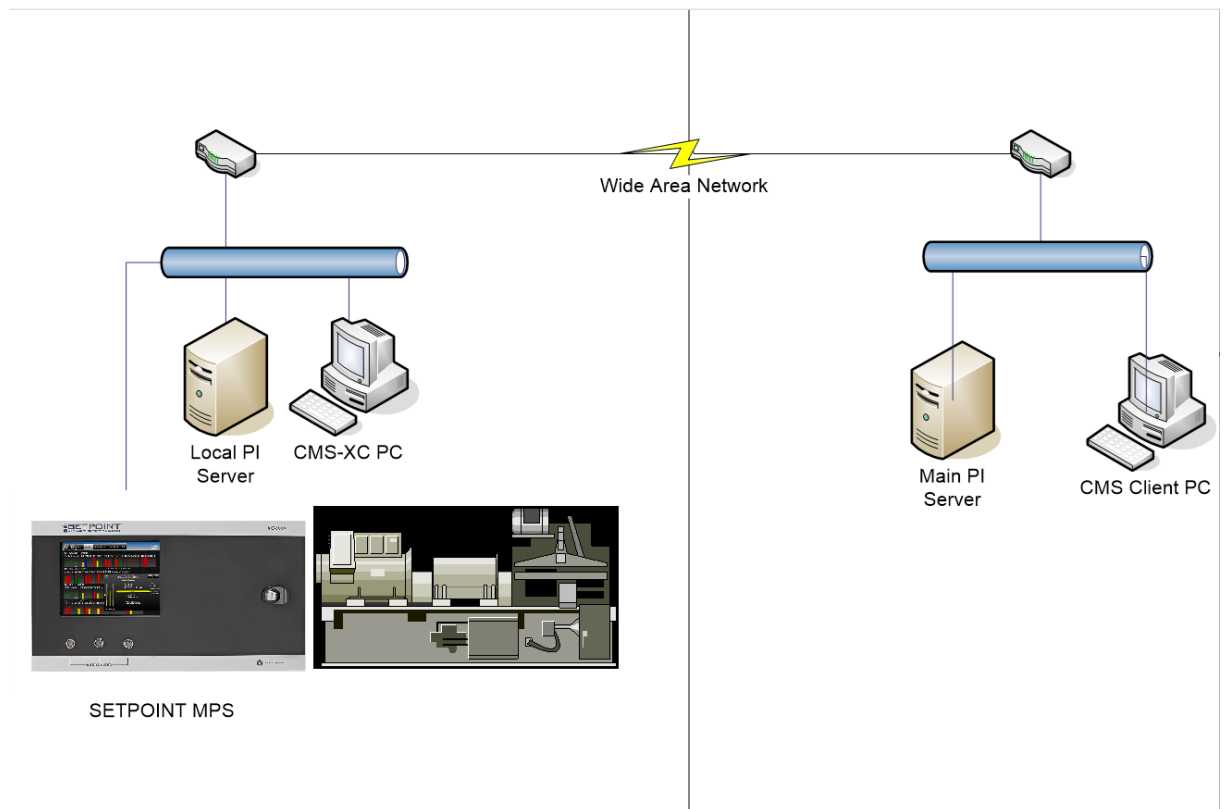 Wide Area Network
Local PI
Server
CMS-XC PC
Main PI
Server
CMS Client PC
SETPOINT
SETPOINT MPS